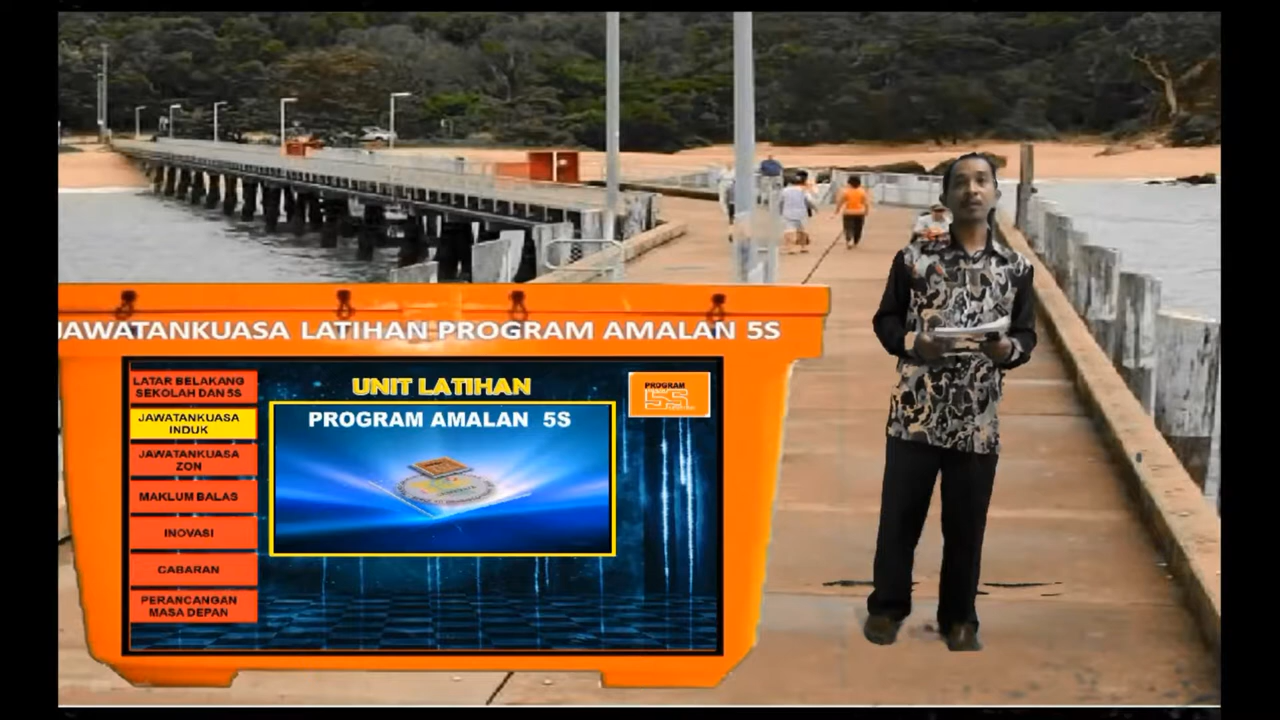 JAWATANKUASA LATIHAN PROGRAM AMALAN 5S
LATAR BELAKANG
SEKOLAH DAN 5S
JAWATANKUASA
INDUK
JAWATANKUASA
ZON
MAKLUM BALAS
INOVASI
CABARAN
PERANCANGAN
MASA DEPAN
UNIT LATIHAN
PROGRAM AMALAN 5S
PROGRAM
5S